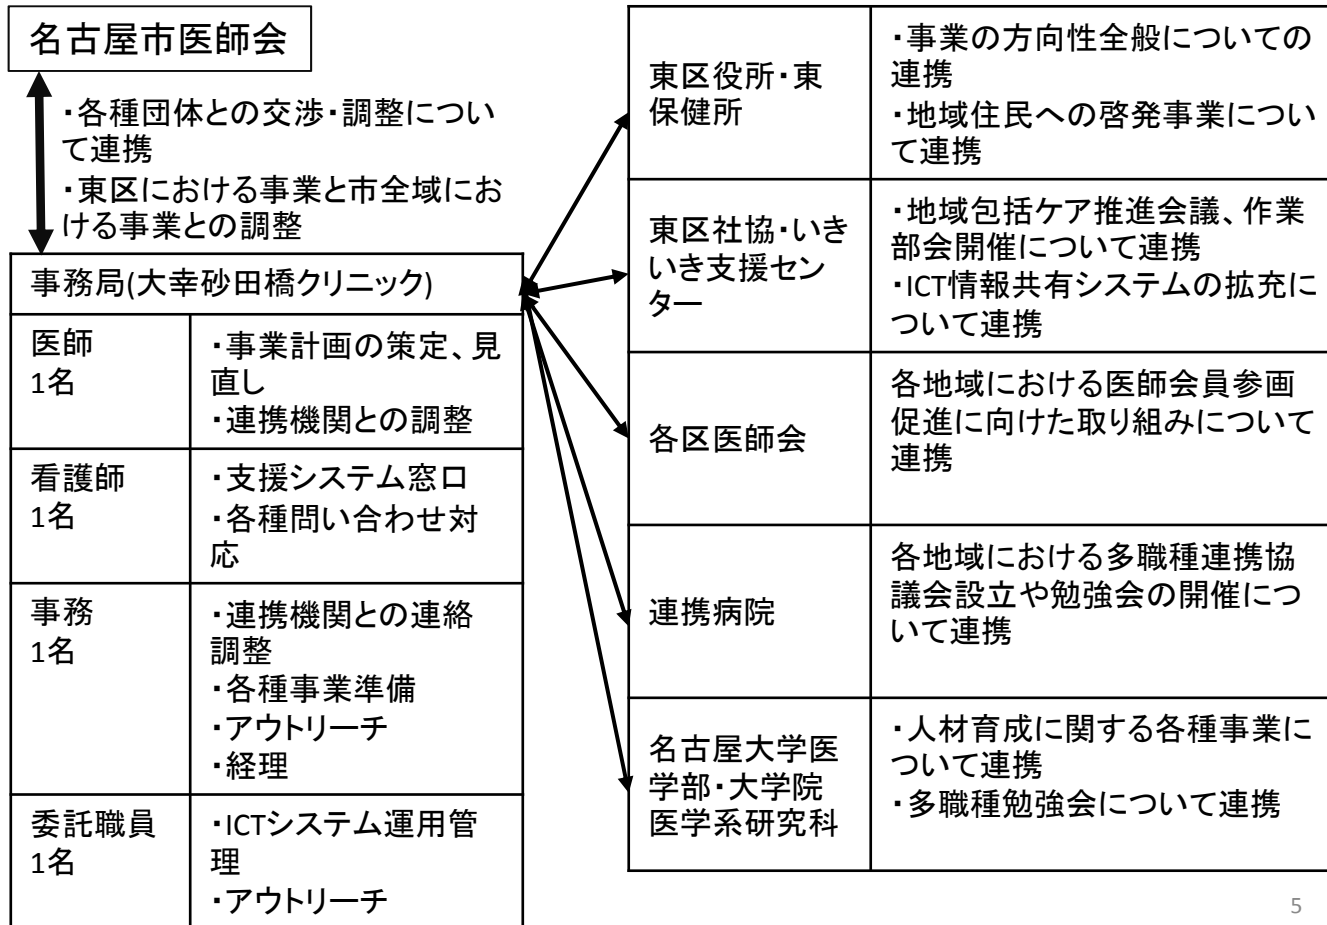 名古屋市医師会
・各種団体との交渉・調整につい
て連携
・東区における事業と市全域にお
ける事業との調整
事務局(大幸砂田橋クリニック)
医師
1名
・事業計画の策定、見
直し
・連携機関との調整
看護師
1名
・支援システム窓口
・各種問い合わせ対
応
事務
1名
・連携機関との連絡
調整
・各種事業準備
・アウトリーチ
・経理
委託職員
1名
・ICTシステム運用管
理
・アウトリーチ
東区役所・東
保健所
・事業の方向性全般についての
連携
・地域住民への啓発事業につい
て連携
東区社協・いき
いき支援セン
ター
・地域包括ケア推進会議、作業
部会開催について連携
・ICT情報共有システムの拡充に
ついて連携
各区医師会
各地域における医師会員参画
促進に向けた取り組みについて
連携
連携病院
各地域における多職種連携協
議会設立や勉強会の開催につ
いて連携
名古屋大学医
学部・大学院
医学系研究科
・人材育成に関する各種事業に
ついて連携
・多職種勉強会について連携
5